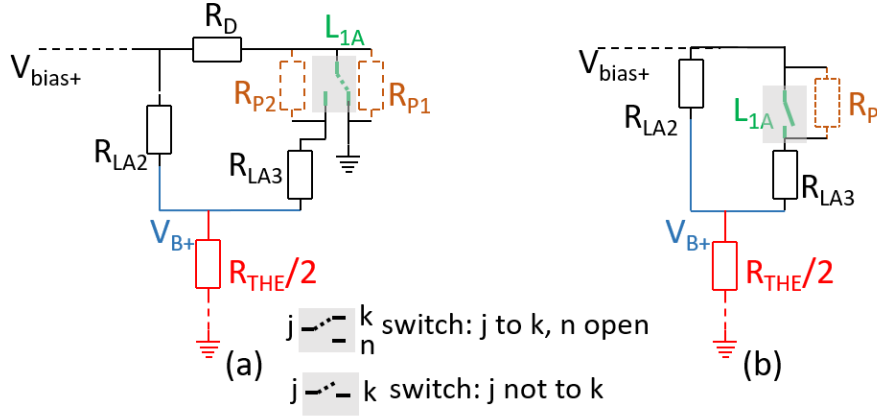 R_D
L_1A
V_bias+
R_P2
R_P1
R_LA2
R_LA3
V_B+
R_THE/2
(a)
V_bias+
R_LA2
L_1A
R_P
R_LA3
V_B+
R_THE/2
(b)
j k n switch: j to k, n open
j k switch: j not to k